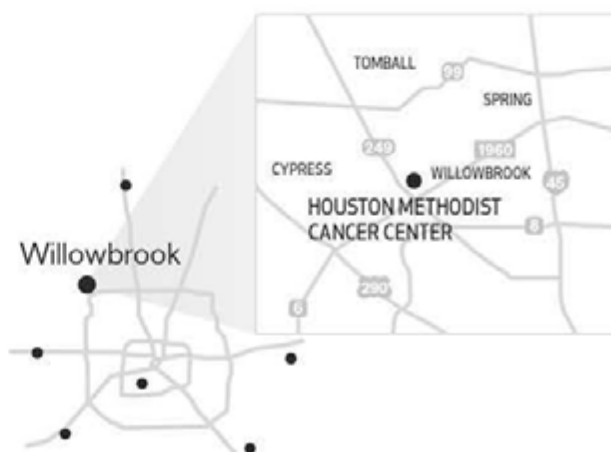 TOMBALL
99
SPRING
249
1960
CYPRESS
WILLOWBROOK
45
HOUSTON METHODIST
CANCER CENTER
8
Willowbrook
290
6